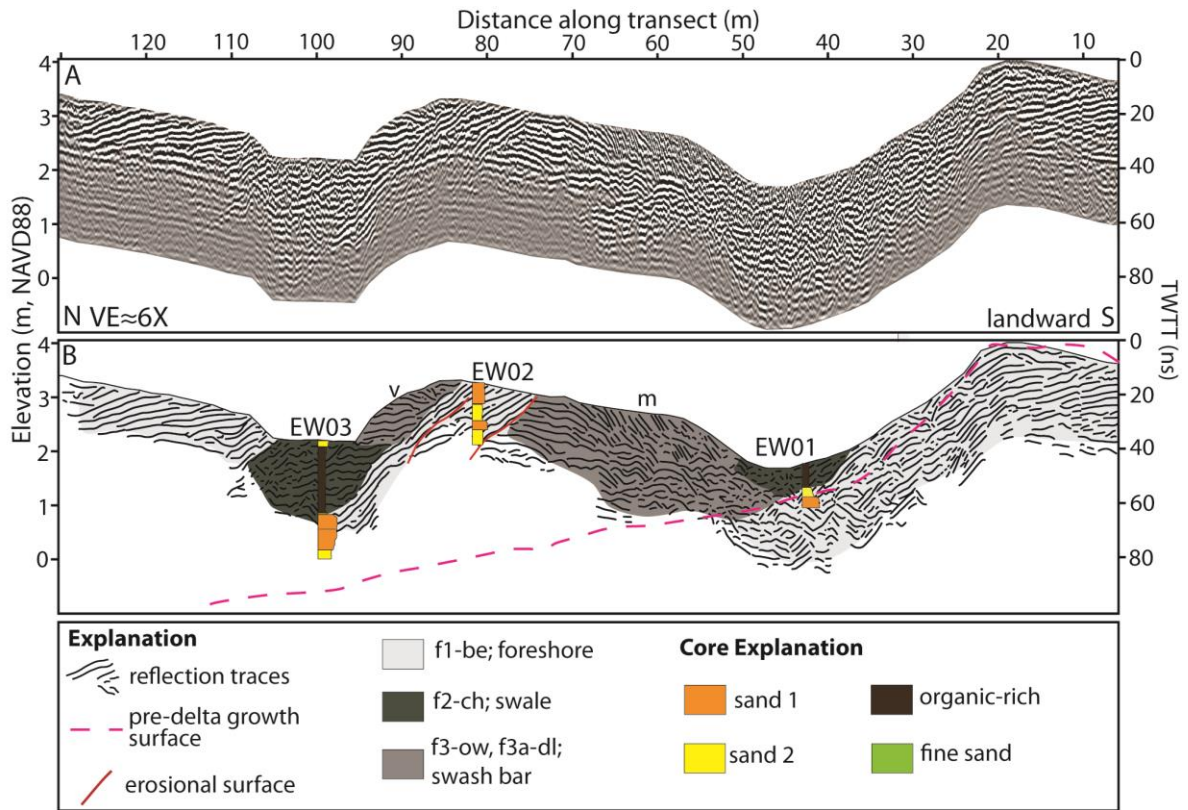 Distance along transect (m)
120 110 100 90 80 70 60 50 40 30 20 10
A
4
3
2
1
0
Elevation (m, NAVD88)
0
20
40
60
80
TWTT (ns)
N VE≈6X
landward S
B
4
3
2
1
0
Elevation (m, NAVD88)
0
20
40
60
80
TWTT (ns)
EW03
v
EW02
m
EW01
Explanation
reflection traces
pre-delta growth
surface
erosional surface
f1-be; foreshore
f2-ch; swale
f3-ow, f3a-dl;
swash bar
Core Explanation
sand 1
organic-rich
sand 2
fine sand